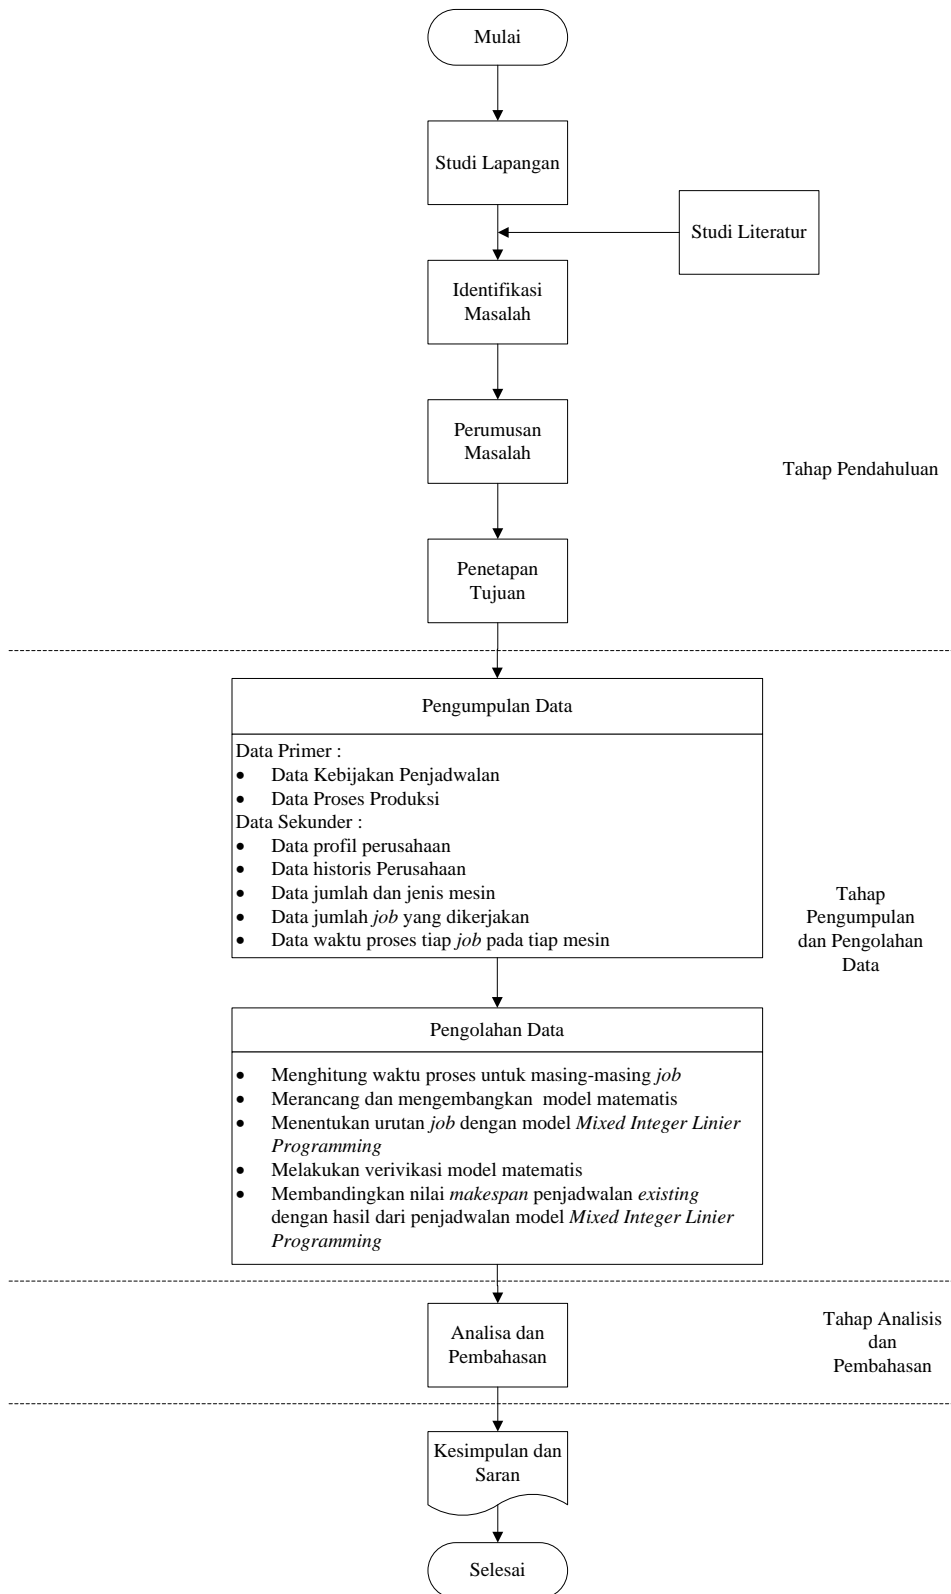 Mulai
Studi Lapangan
Studi Literatur
Identifikasi
Masalah
Perumusan
Masalah
Tahap Pendahuluan
Penetapan
Tujuan
Pengumpulan Data
Data Primer :
• Data Kebijakan Penjadwalan
• Data Proses Produksi
Data Sekunder :
• Data profil perusahaan
• Data historis Perusahaan
• Data jumlah dan jenis mesin
• Data jumlah job yang dikerjakan
• Data waktu proses tiap job pada tiap mesin
Tahap
Pengumpulan
dan Pengolahan
Data
Pengolahan Data
• Menghitung waktu proses untuk masing-masing job
• Merancang dan mengembangkan  model matematis
• Menentukan urutan job dengan model Mixed Integer Linier
Programming
• Melakukan verivikasi model matematis
• Membandingkan nilai makespan penjadwalan existing
dengan hasil dari penjadwalan model Mixed Integer Linier
Programming
Analisa dan
Pembahasan
Tahap Analisis
dan
Pembahasan
Kesimpulan dan
Saran
Selesai